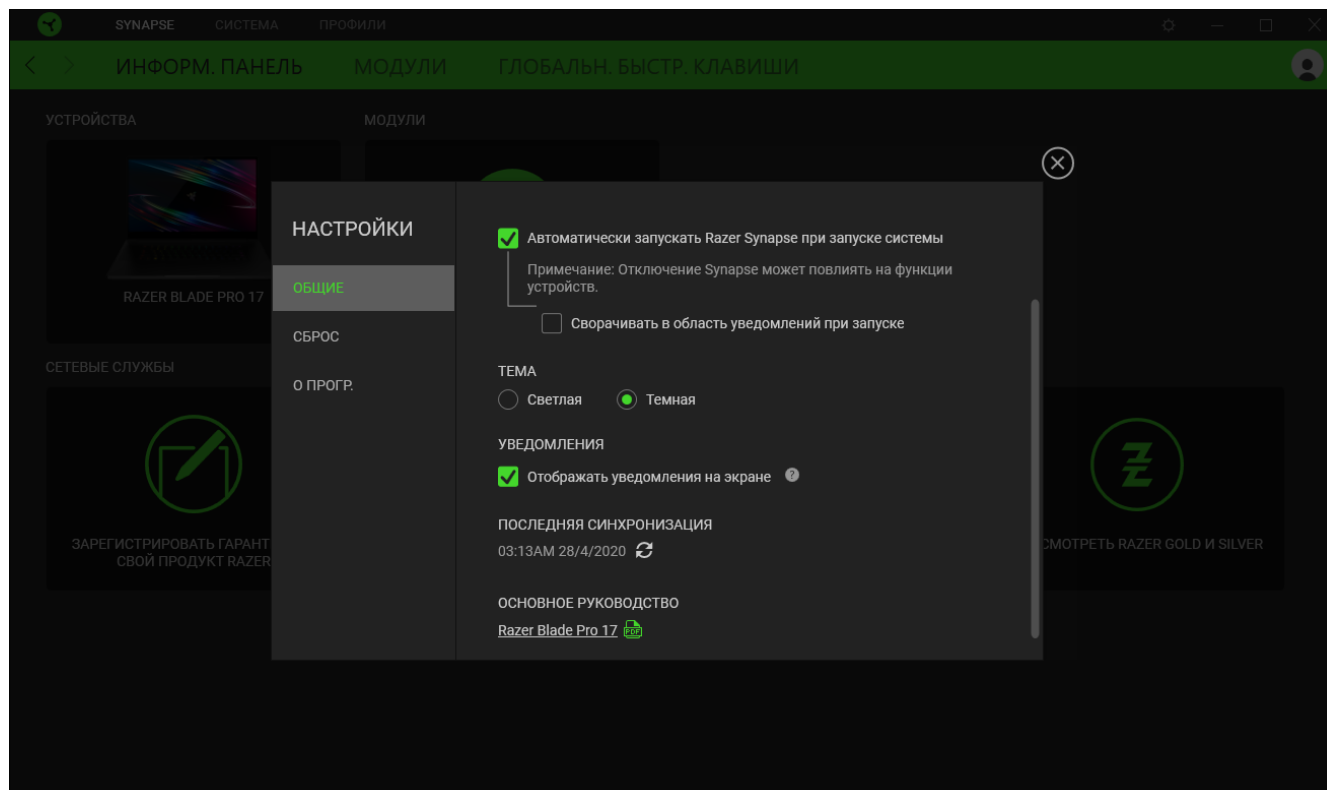 SYNAPSE СИСТЕМА ПРОФИЛИ
ИНФОРМ. ПАНЕЛЬ МОДУЛИ ГЛОБАЛЬН. БЫСТР. КЛАВИШИ
УСТРОЙСТВА МОДУЛИ
RAZER BLADE PRO 17
СЕТЕВЫЕ СЛУЖБЫ
ЗАРЕГИСТРИРОВАТЬ ГАРАНТ
СВОЙ ПРОДУКТ RAZER
СМОТРЕТЬ RAZER GOLD И SILVER
НАСТРОЙКИ
ОБЩИЕ
СБРОС
О ПРОГР.
Автоматически запускать Razer Synapse при запуске системы
Примечание: Отключение Synapse может повлиять на функции
устройств.
Сворачивать в область уведомлений при запуске
ТЕМА
Светлая Темная
УВЕДОМЛЕНИЯ
Отображать уведомления на экране ?
ПОСЛЕДНЯЯ СИНХРОНИЗАЦИЯ
03:13AM 28/4/2020
ОСНОВНОЕ РУКОВОДСТВО
Razer Blade Pro 17 PDF